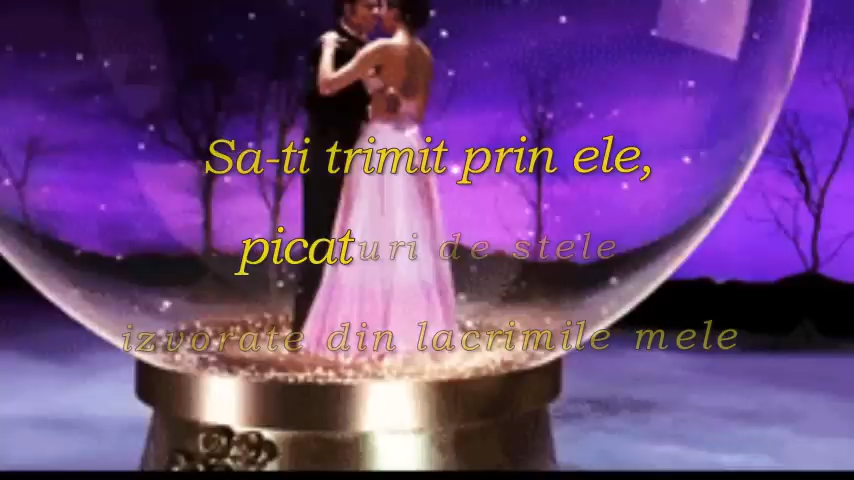 Sa-ti trimit prin ele,
picaturi de stele
izvorate din lacrimile mele